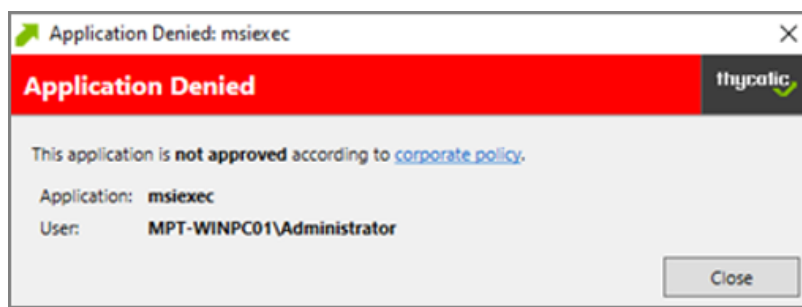 Application Denied: msiexec
Application Denied
thycotic
This application is not approved according to corporate policy.
Application: msiexec
User: MPT-WINPC01\Administrator
Close